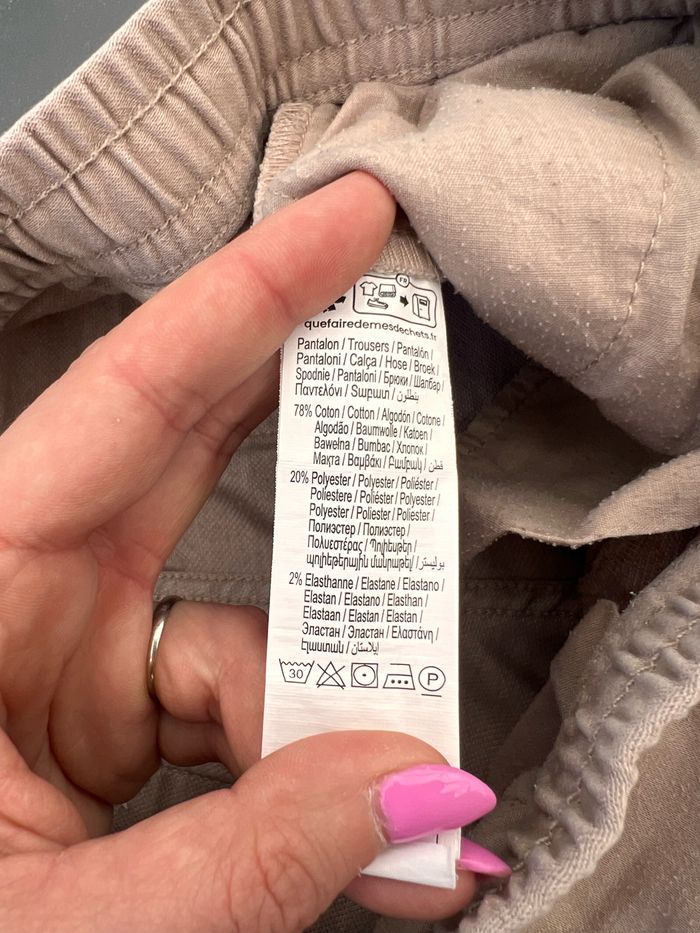 FR
quefairedemesdechets.fr
Pantalon / Trousers / Pantalón /
Pantaloni / Calça / Hose / Broek /
Spodnie / Pantaloni / Брюки / Шалбар /
Παντελόνι / Տաբատ / بنطلون
78% Coton / Cotton / Algodón / Cotone /
Algodão / Baumwolle / Katoen /
Bawełna / Bumbac / Хлопок /
Мақта / Βαμβάκι / Բամբակ / قطن
20% Polyester / Polyester / Poliéster /
Poliestere / Poliéster / Polyester /
Polyester / Poliester / Poliester /
Полиэстер / Полиэстер /
Πολυεστέρας / Պոլիեսթեր /
պոլիեթերային մանրաթել / بوليستر
2% Elasthanne / Elastane / Elastano /
Elastan / Elastano / Elasthan /
Elastaan / Elastan / Elastan /
Эластан / Эластан / Ελαστάνη /
Էլաստան / إيلاستان
30 P